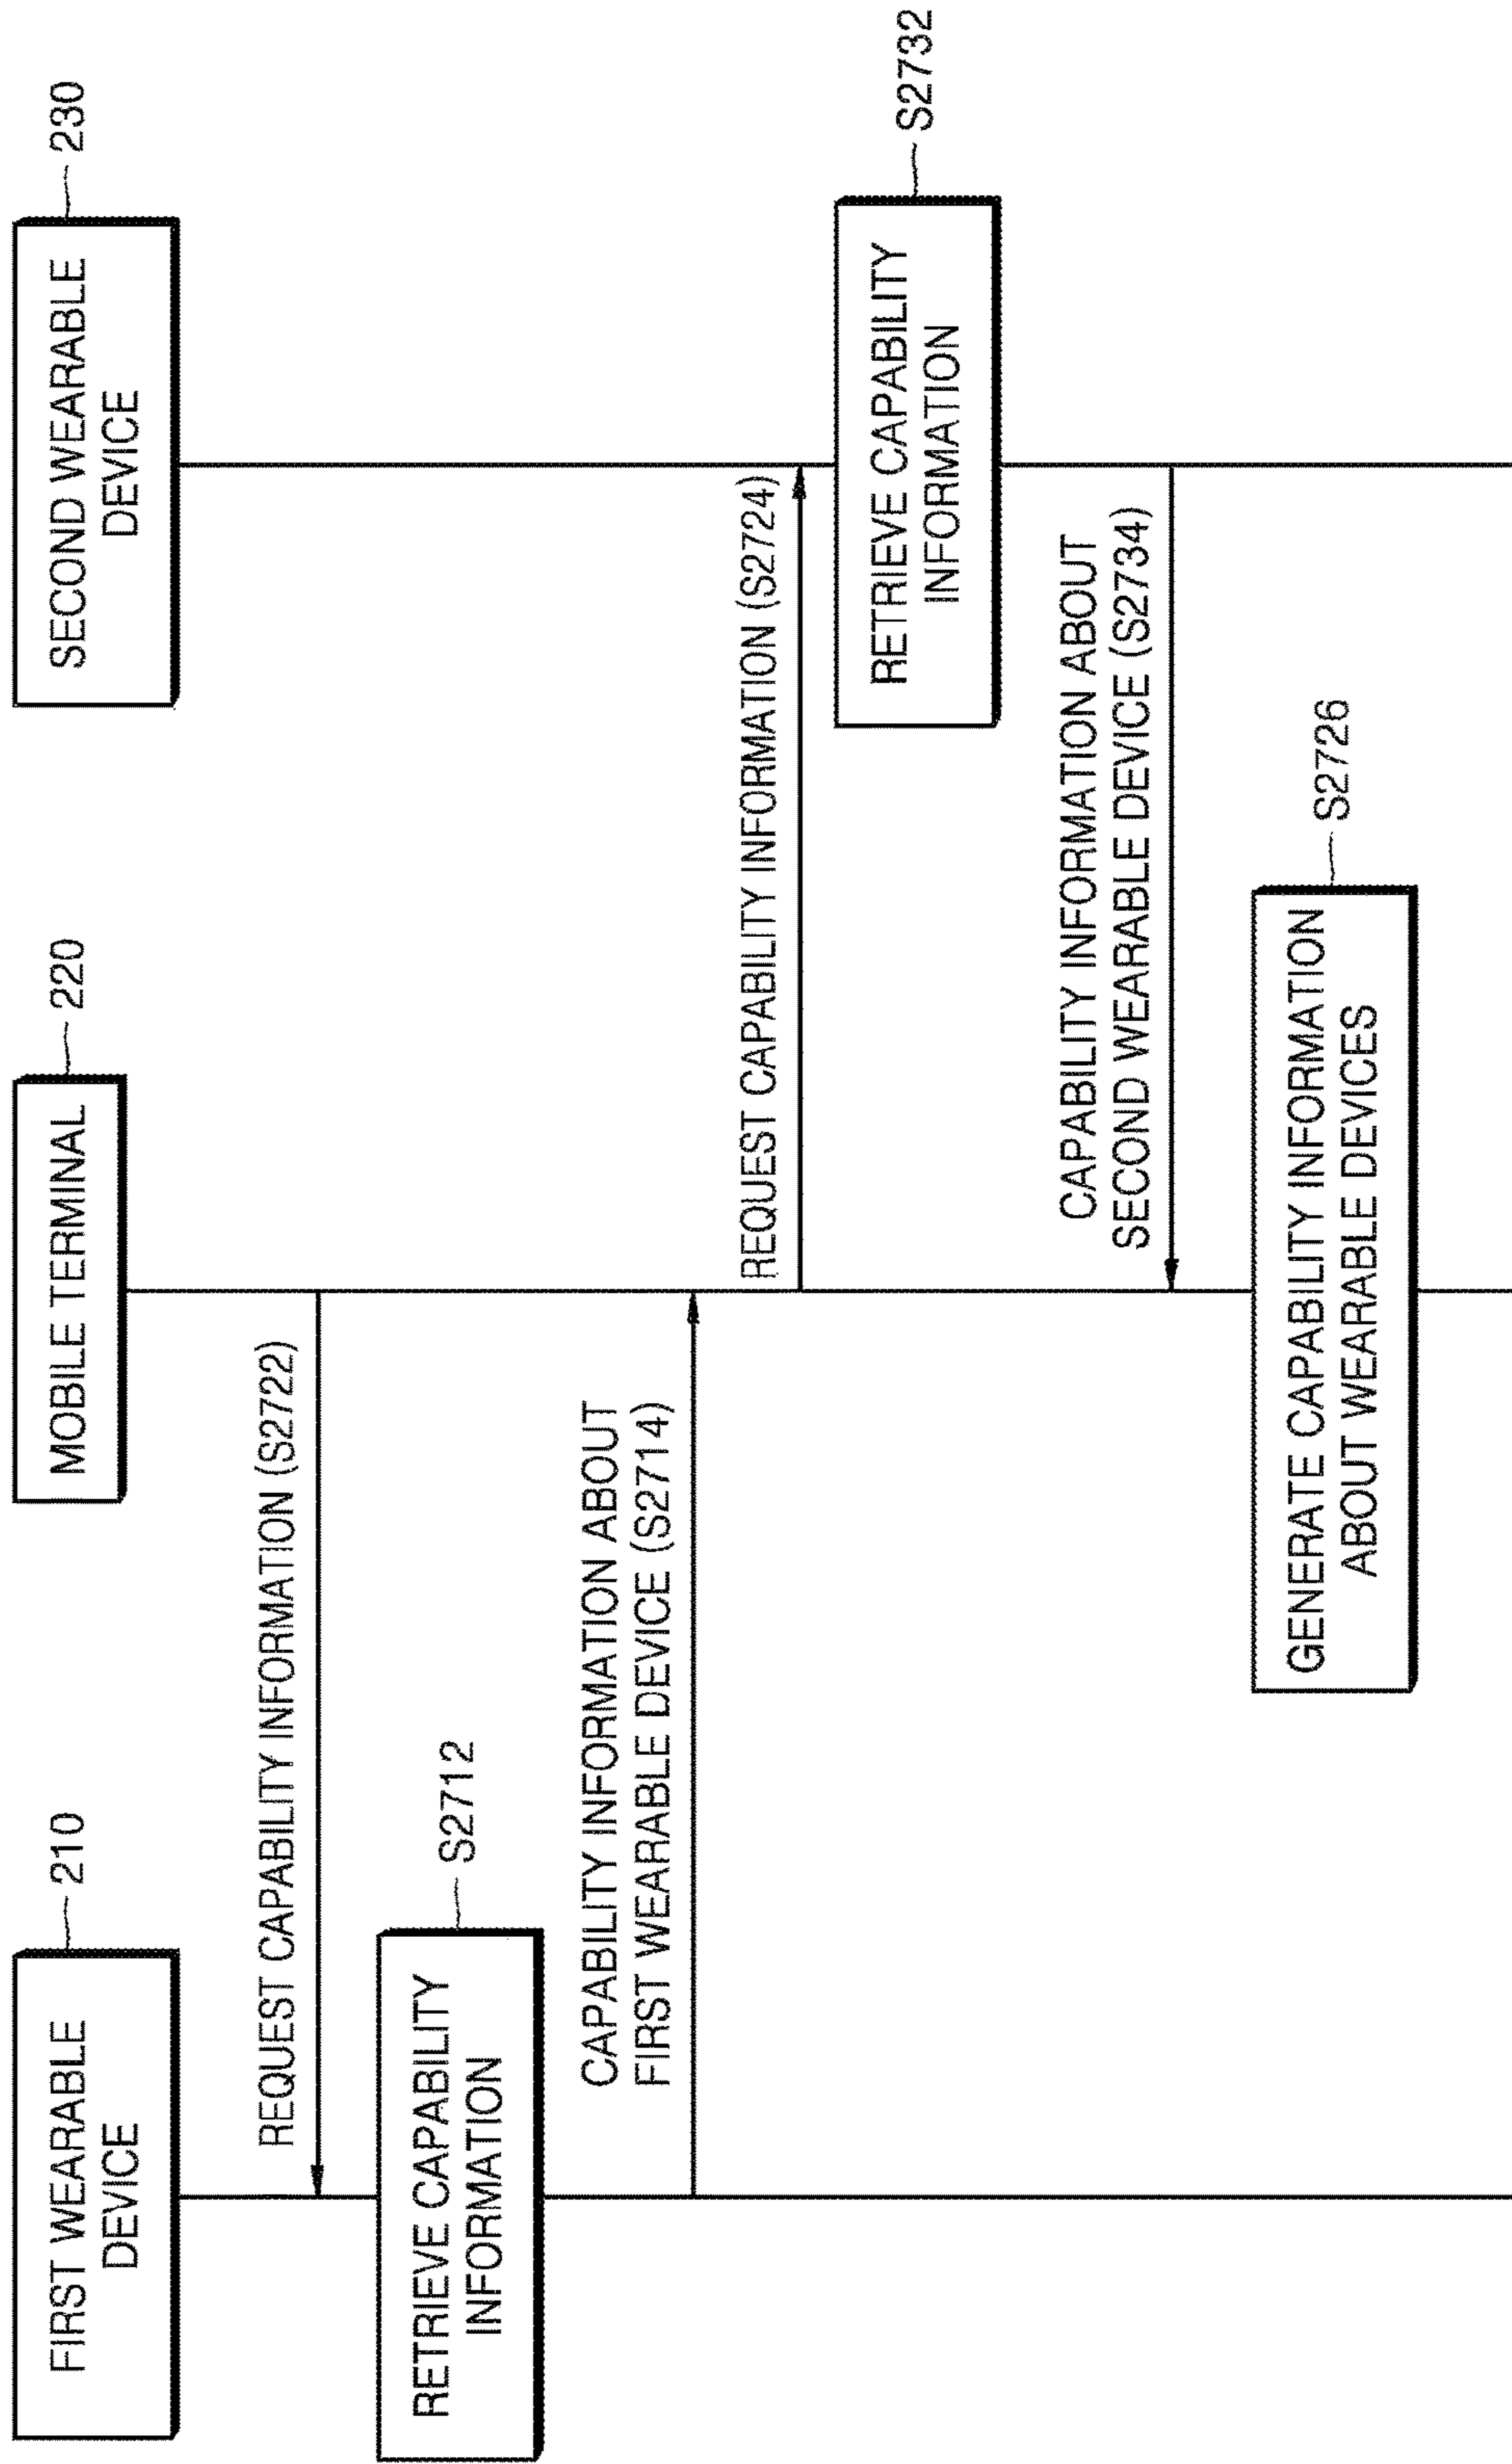 FIRST WEARABLE
DEVICE
210
MOBILE TERMINAL
220
SECOND WEARABLE
DEVICE
230
REQUEST CAPABILITY INFORMATION (S2722)
RETRIEVE CAPABILITY
INFORMATION
S2712
CAPABILITY INFORMATION ABOUT
FIRST WEARABLE DEVICE (S2714)
REQUEST CAPABILITY INFORMATION (S2724)
RETRIEVE CAPABILITY
INFORMATION
S2732
CAPABILITY INFORMATION ABOUT
SECOND WEARABLE DEVICE (S2734)
GENERATE CAPABILITY INFORMATION
ABOUT WEARABLE DEVICES
S2726